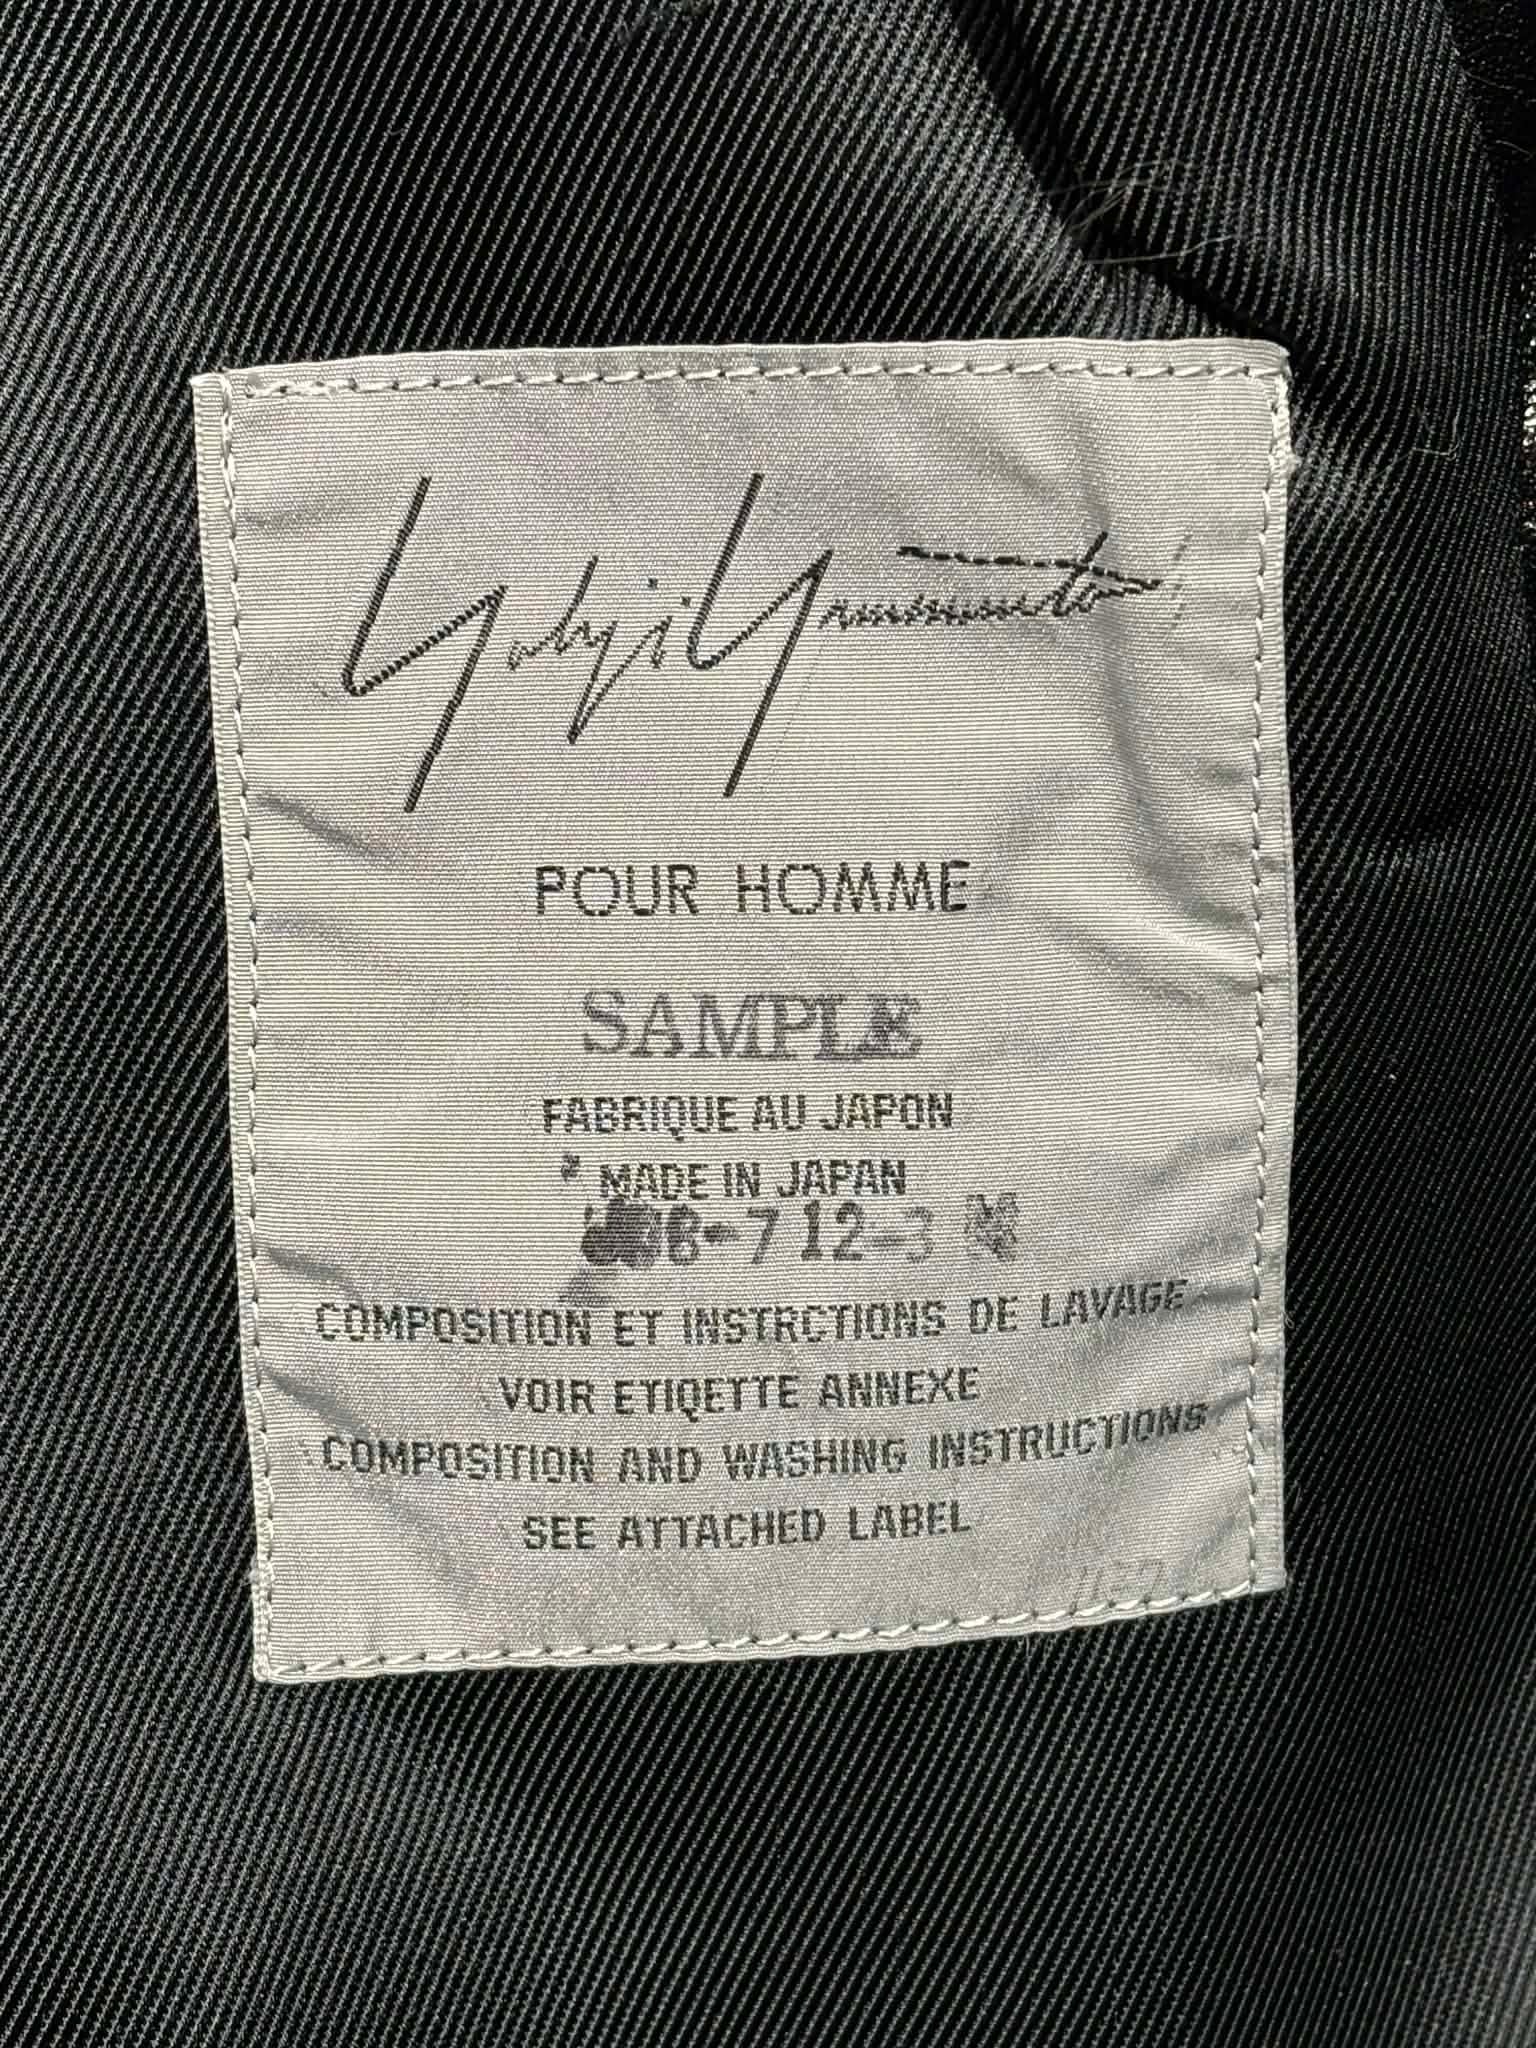 Yohji Yamamoto
POUR HOMME
SAMPLE
FABRIQUE AU JAPON
MADE IN JAPAN
COMPOSITION ET INSTRCTIONS DE LAVAGE
VOIR ETIQETTE ANNEXE
COMPOSITION AND WASHING INSTRUCTIONS
SEE ATTACHED LABEL